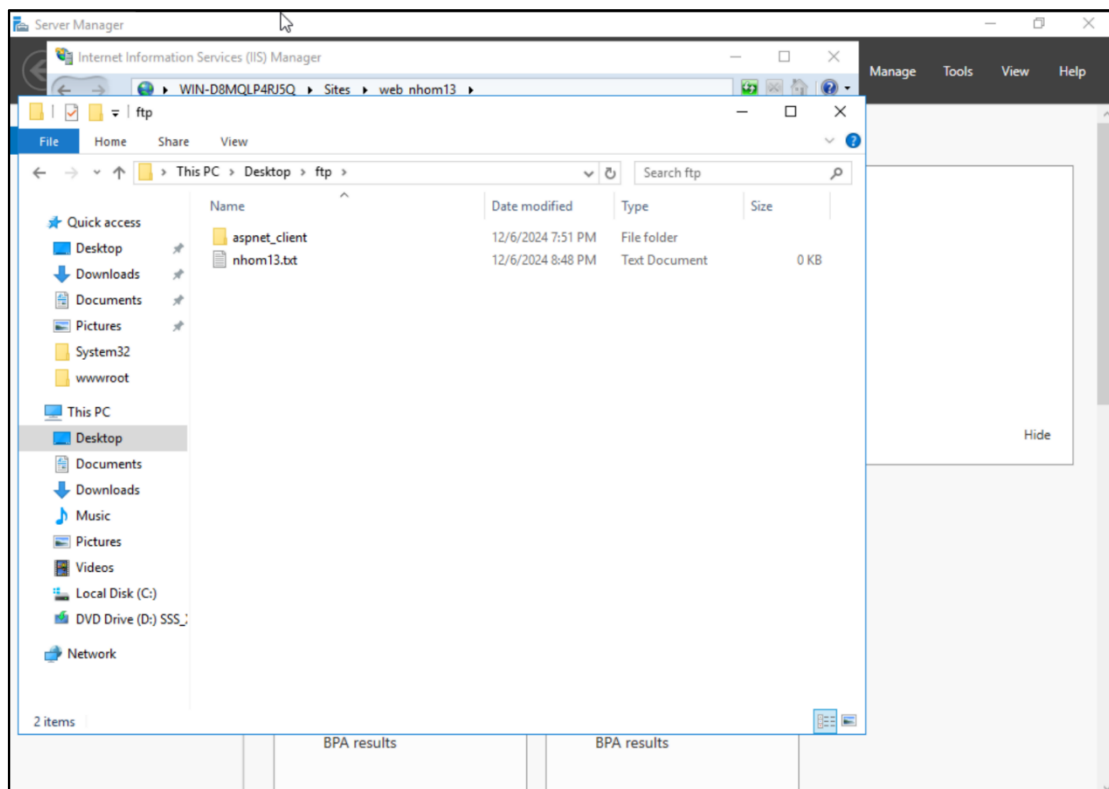 Server Manager
Internet Information Services (IIS) Manager
WIN-D8MQLP4RJ5Q Sites web nhom13
Manage Tools View Help
ftp
File Home Share View
This PC Desktop ftp
Search ftp
Name Date modified Type Size
Quick access
Desktop
Downloads
Documents
Pictures
System32
wwwroot
This PC
Desktop
Documents
Downloads
Music
Pictures
Videos
Local Disk (C:)
DVD Drive (D:) SSS_
Network
aspnet_client 12/6/2024 7:51 PM File folder
nhom13.txt 12/6/2024 8:48 PM Text Document 0 KB
Hide
2 items
BPA results
BPA results